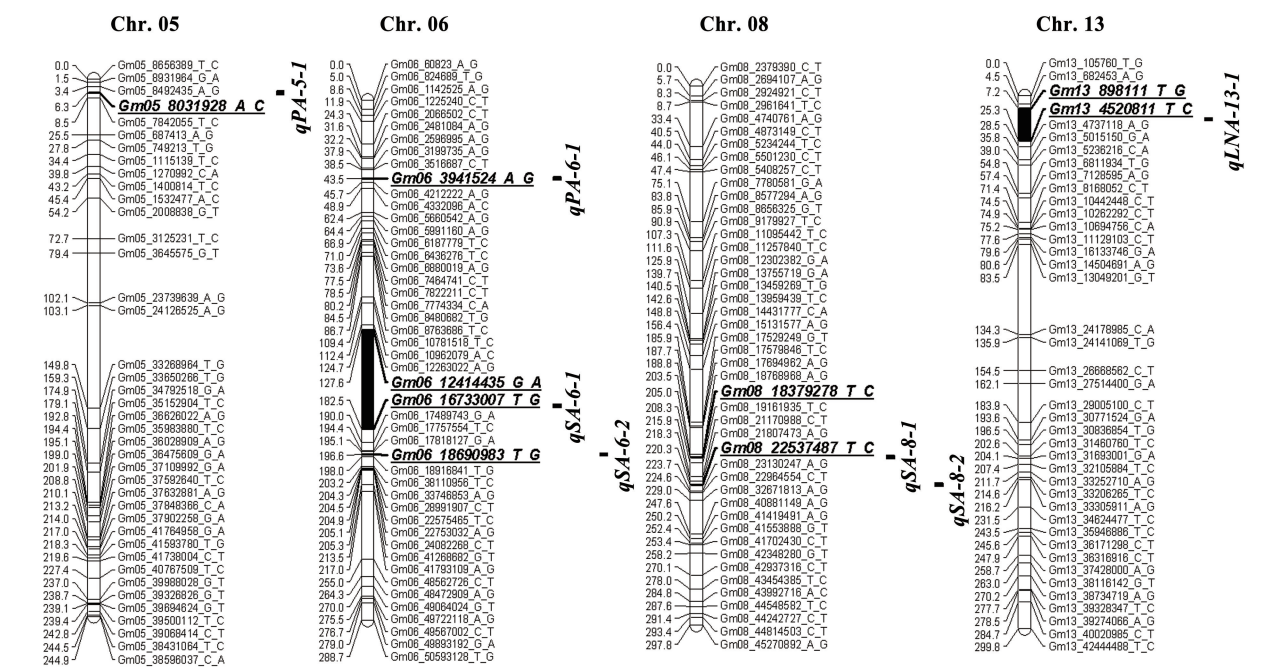 Chr. 05
0.0 Gm05_8656389_T_C
1.5 Gm05_8931964_G_A
3.4 Gm05_8492435_A_G
6.3 Gm05_8031928_A_C
8.5 Gm05_7842055_T_C
25.5 Gm05_687413_A_G
27.8 Gm05_749213_T_G
34.4 Gm05_1115139_T_C
39.8 Gm05_1270992_C_A
43.2 Gm05_1400814_T_C
45.4 Gm05_1532477_A_C
54.2 Gm05_2008838_G_T
72.7 Gm05_3125231_T_C
79.4 Gm05_3645575_G_T
102.1 Gm05_23739639_A_G
103.1 Gm05_24126525_A_G
149.8 Gm05_33268964_T_G
159.3 Gm05_33650266_T_G
174.9 Gm05_34792518_G_A
179.1 Gm05_35152904_T_C
192.8 Gm05_36626022_A_G
194.4 Gm05_35983880_T_C
195.1 Gm05_36028909_A_G
199.0 Gm05_36475609_G_A
201.9 Gm05_37109992_G_A
208.8 Gm05_37592640_T_C
210.1 Gm05_37632881_A_G
213.2 Gm05_37848366_C_A
214.0 Gm05_37902258_G_A
217.0 Gm05_41764958_G_A
218.3 Gm05_41593780_T_G
219.6 Gm05_41738004_C_T
227.4 Gm05_40767509_T_C
237.0 Gm05_39988028_G_T
238.7 Gm05_39326826_G_T
239.1 Gm05_39694624_G_T
239.4 Gm05_39500112_T_C
242.8 Gm05_39068414_C_T
244.5 Gm05_38431064_T_C
244.9 Gm05_38596037_C_A
qPA-5-1
Chr. 06
0.0 Gm06_60823_A_G
5.0 Gm06_824689_T_G
8.6 Gm06_1142525_A_G
11.9 Gm06_1225240_C_T
24.3 Gm06_2066502_C_T
31.6 Gm06_2481084_A_G
32.2 Gm06_2596995_A_G
37.9 Gm06_3199735_A_G
38.5 Gm06_3516687_C_T
43.5 Gm06_3941524_A_G
45.7 Gm06_4212222_A_G
48.9 Gm06_4332096_A_C
62.4 Gm06_5660542_A_G
64.4 Gm06_5991160_A_G
66.9 Gm06_6187779_T_C
71.0 Gm06_6436276_T_C
73.6 Gm06_6880019_A_G
77.5 Gm06_7464741_C_T
78.5 Gm06_7822211_C_T
80.2 Gm06_7774334_C_A
84.5 Gm06_8480682_T_G
86.7 Gm06_8763686_T_C
109.4 Gm06_10781518_T_C
112.4 Gm06_10962079_A_C
124.7 Gm06_12263022_A_G
127.6 Gm06_12414435_G_A
182.5 Gm06_16733007_T_G
190.0 Gm06_17489743_G_A
194.4 Gm06_17757554_T_C
195.1 Gm06_17818127_G_A
196.6 Gm06_18690983_T_G
198.0 Gm06_18916841_T_G
203.2 Gm06_38110956_T_C
204.3 Gm06_33746853_A_G
204.5 Gm06_28991907_C_T
204.9 Gm06_22575465_T_C
205.1 Gm06_22753032_A_G
205.3 Gm06_24082268_C_T
213.5 Gm06_41268682_G_T
217.0 Gm06_41793109_A_G
255.0 Gm06_48562726_C_T
264.3 Gm06_48472909_A_G
270.0 Gm06_49064024_G_T
275.5 Gm06_49722118_A_G
276.7 Gm06_49567002_C_T
279.0 Gm06_49893192_G_A
288.7 Gm06_50593128_T_G
qPA-6-1
qSA-6-1
qSA-6-2
Chr. 08
0.0 Gm08_2379390_C_T
5.7 Gm08_2694107_A_G
8.3 Gm08_2924921_C_T
8.7 Gm08_2961641_T_C
33.4 Gm08_4740761_A_G
40.5 Gm08_4873149_C_T
44.0 Gm08_5234244_T_C
46.1 Gm08_5501230_C_T
47.4 Gm08_5408257_C_T
75.1 Gm08_7780581_G_A
83.8 Gm08_8577294_A_G
85.9 Gm08_8656325_G_T
90.9 Gm08_9179927_T_C
107.3 Gm08_11095442_T_C
111.6 Gm08_11257840_T_C
125.9 Gm08_12302382_G_A
139.7 Gm08_13755719_G_A
140.5 Gm08_13459269_T_G
142.6 Gm08_13959439_T_C
148.8 Gm08_14431777_C_A
156.4 Gm08_15131577_A_G
185.9 Gm08_17529249_G_T
187.7 Gm08_17579846_T_C
188.8 Gm08_17694962_A_G
203.5 Gm08_18768968_A_G
205.0 Gm08_18379278_T_C
208.3 Gm08_19161935_T_C
215.9 Gm08_21170988_C_T
218.3 Gm08_21807473_A_G
220.3 Gm08_22537487_T_C
223.7 Gm08_23130247_A_G
224.6 Gm08_22964554_C_T
229.0 Gm08_32671813_A_G
247.6 Gm08_40881149_A_G
250.2 Gm08_41419491_A_G
252.4 Gm08_41553888_G_T
253.4 Gm08_41702430_C_T
258.2 Gm08_42348280_G_T
270.1 Gm08_42937316_C_T
278.0 Gm08_43454385_T_C
284.8 Gm08_43992716_A_C
287.6 Gm08_44548582_T_C
291.4 Gm08_44242727_C_T
293.4 Gm08_44814503_C_T
297.8 Gm08_45270892_A_G
qSA-8-1
qSA-8-2
Chr. 13
0.0 Gm13_105760_T_G
4.5 Gm13_682453_A_G
7.2 Gm13_898111_T_G
25.3 Gm13_4520811_T_C
28.5 Gm13_4737118_A_G
35.8 Gm13_5015150_G_A
39.0 Gm13_5236216_C_A
54.8 Gm13_6811934_T_G
57.4 Gm13_7128595_A_G
71.4 Gm13_8168052_C_T
74.5 Gm13_10442448_C_T
74.9 Gm13_10262292_C_T
75.2 Gm13_10694756_C_A
77.6 Gm13_11129103_C_T
79.6 Gm13_16133746_G_A
80.6 Gm13_14504691_A_G
83.5 Gm13_13049201_G_T
134.3 Gm13_24178985_C_A
135.9 Gm13_24141069_T_G
154.5 Gm13_26668562_C_T
162.1 Gm13_27514400_G_A
183.9 Gm13_29005100_C_T
193.6 Gm13_30771524_G_A
196.5 Gm13_30836854_T_G
202.6 Gm13_31460760_T_C
204.1 Gm13_31693001_G_A
207.4 Gm13_32105884_T_C
211.7 Gm13_33252710_A_G
214.6 Gm13_33206265_T_C
216.2 Gm13_33305911_A_G
231.5 Gm13_34624477_T_C
243.5 Gm13_35946886_T_C
245.6 Gm13_36171298_C_T
247.9 Gm13_36316916_C_T
258.7 Gm13_37428000_A_G
263.0 Gm13_38116142_G_T
270.2 Gm13_38734719_A_G
277.7 Gm13_39328347_T_C
278.5 Gm13_39274066_A_G
284.7 Gm13_40020985_C_T
299.8 Gm13_42444488_T_C
qLNA-13-1